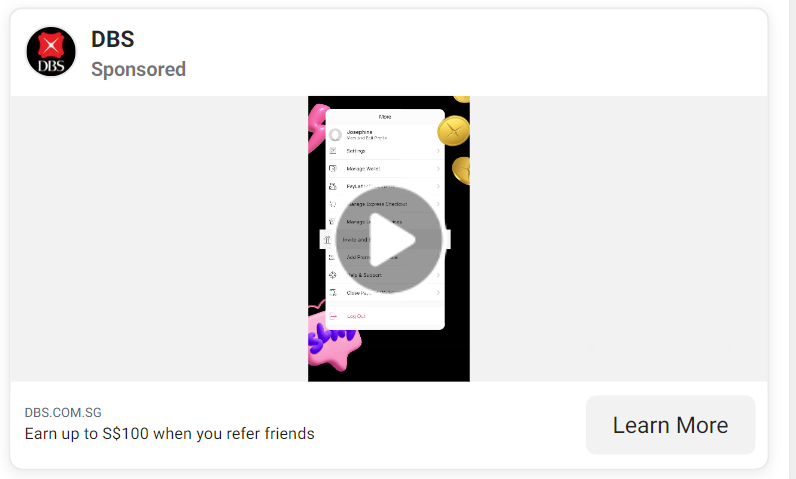 DBS
DBS
Sponsored
More
Josephine
View and Edit Profile
Settings
Manage Wallet
PayLah!
Manage Express Checkout
Manage
Invite and
Add Promo
Help & Support
Close Pay
Log Out
DBS.COM.SG
Earn up to S$100 when you refer friends
Learn More